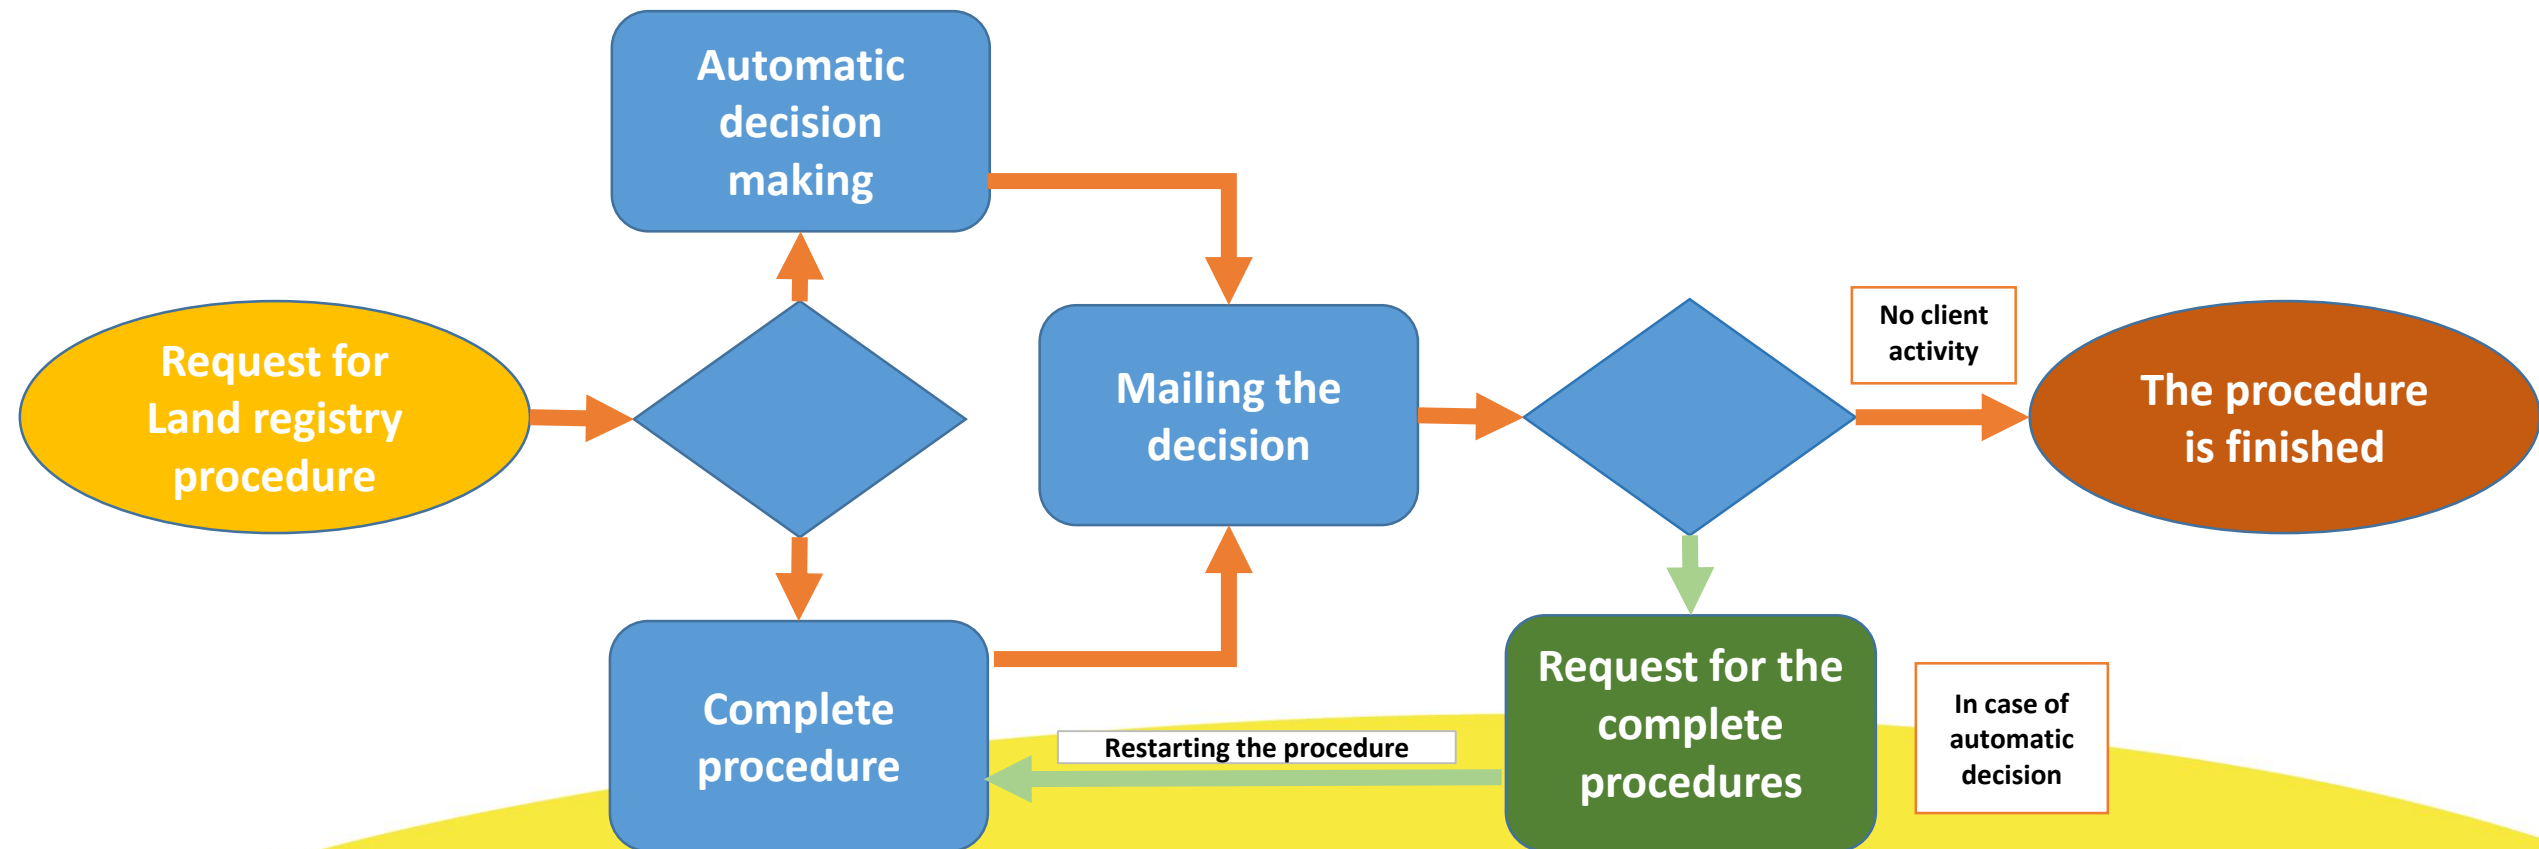 Automatic
decision
making
Request for
Land registry
procedure
Mailing the
decision
No client
activity
The procedure
is finished
Complete
procedure
Restarting the procedure
Request for the
complete
procedures
In case of
automatic
decision